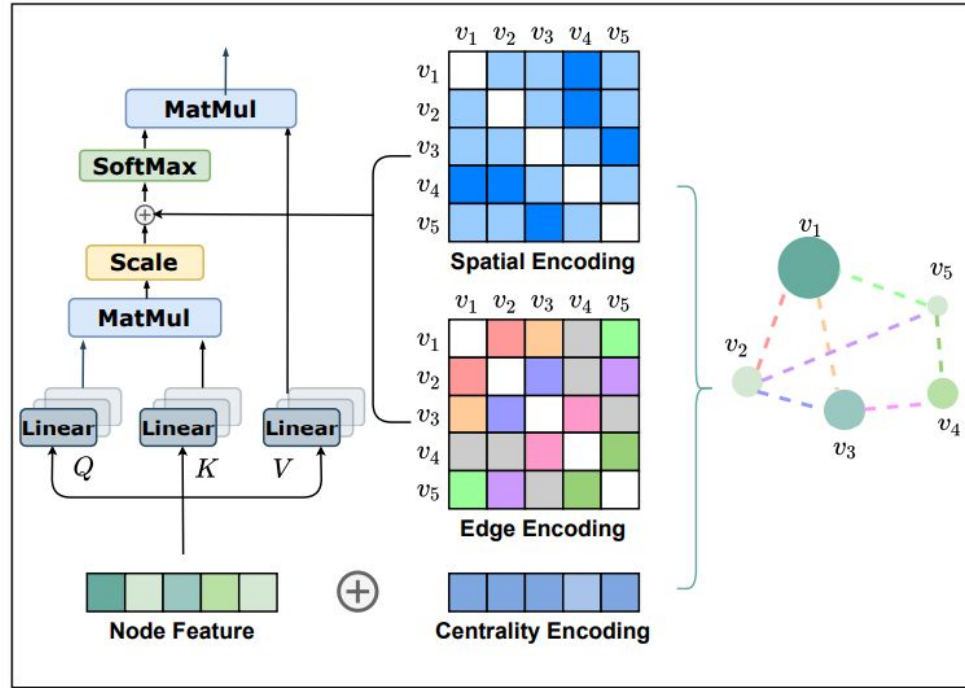 MatMul
SoftMax
+
Scale
MatMul
Linear Linear Linear
Q K V
Node Feature
+
v₁ v₂ v₃ v₄ v₅
v₁
v₂
v₃
v₄
v₅
Spatial Encoding
v₁ v₂ v₃ v₄ v₅
v₁
v₂
v₃
v₄
v₅
Edge Encoding
Centrality Encoding
v₁
v₅
v₂
v₃
v₄